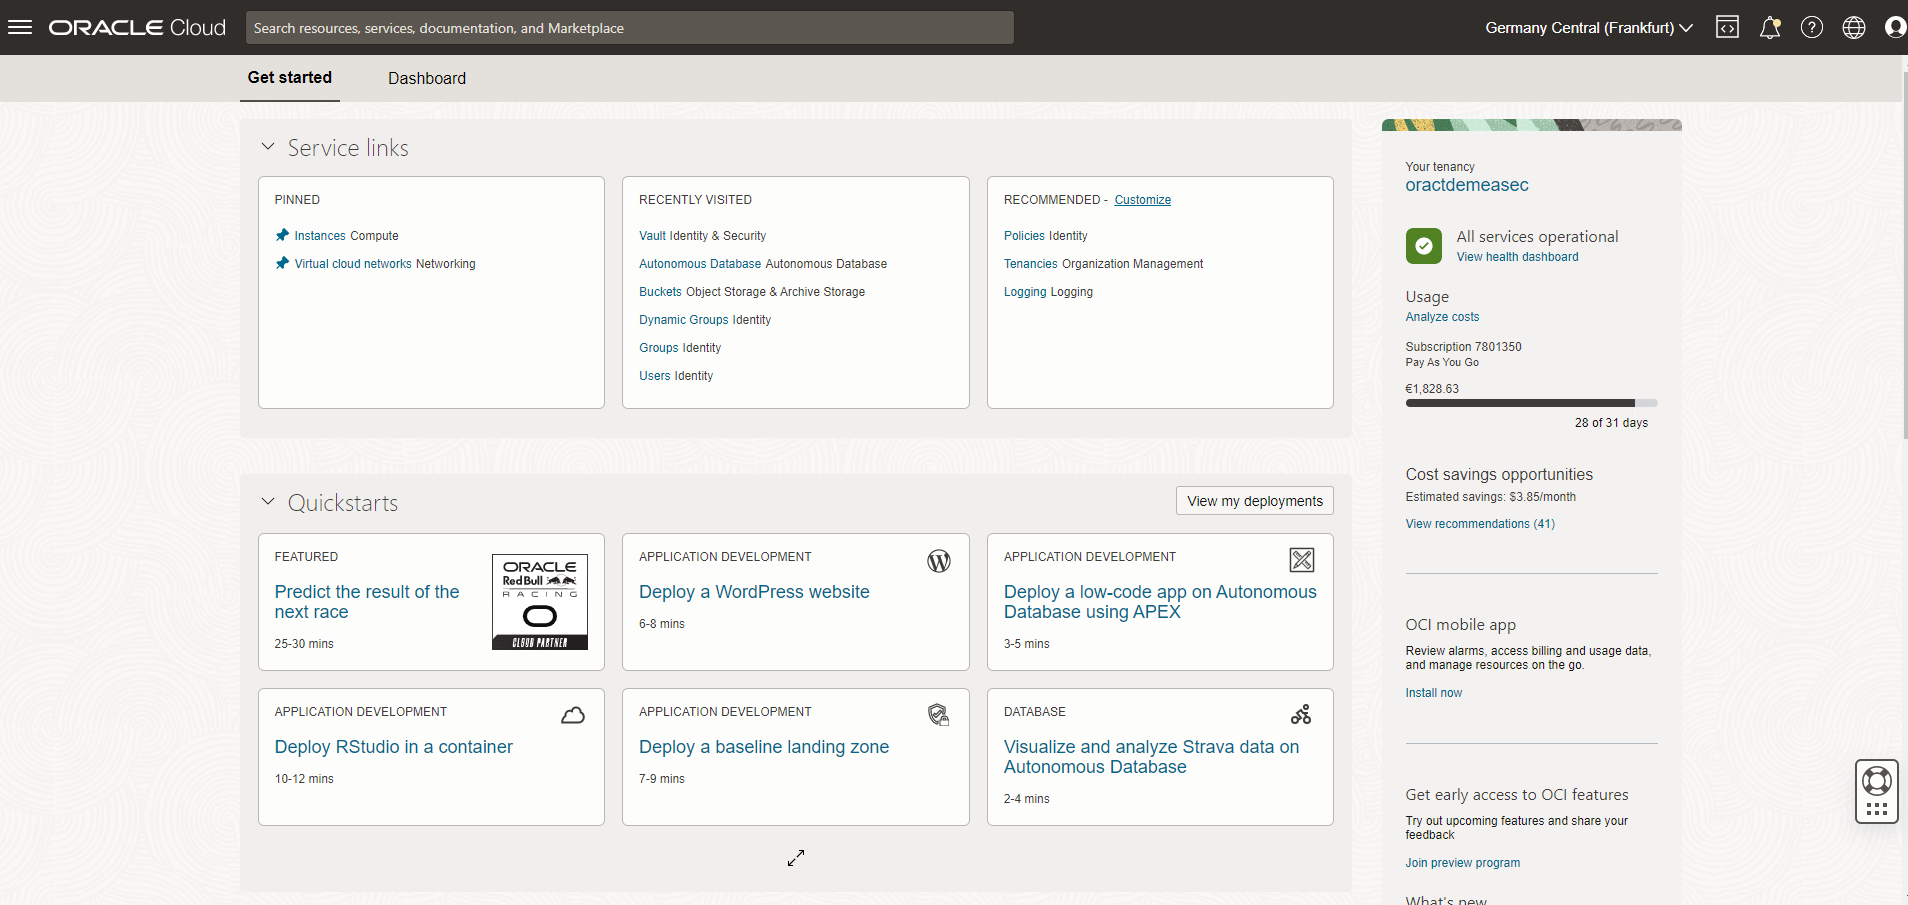 ORACLE Cloud
Search resources, services, documentation, and Marketplace
Germany Central (Frankfurt)
Get started
Dashboard
Service links
PINNED
Instances Compute
Virtual cloud networks Networking
RECENTLY VISITED
Vault Identity & Security
Autonomous Database Autonomous Database
Buckets Object Storage & Archive Storage
Dynamic Groups Identity
Groups Identity
Users Identity
RECOMMENDED - Customize
Policies Identity
Tenancies Organization Management
Logging Logging
Quickstarts
View my deployments
FEATURED
Predict the result of the
next race
25-30 mins
ORACLE
Red Bull
RACING
CLOUD PARTNER
APPLICATION DEVELOPMENT
Deploy a WordPress website
6-8 mins
APPLICATION DEVELOPMENT
Deploy a low-code app on Autonomous
Database using APEX
3-5 mins
APPLICATION DEVELOPMENT
Deploy RStudio in a container
10-12 mins
APPLICATION DEVELOPMENT
Deploy a baseline landing zone
7-9 mins
DATABASE
Visualize and analyze Strava data on
Autonomous Database
2-4 mins
Your tenancy
oractdemeasec
All services operational
View health dashboard
Usage
Analyze costs
Subscription 7801350
Pay As You Go
€1,828.63
28 of 31 days
Cost savings opportunities
Estimated savings: $3.85/month
View recommendations (41)
OCI mobile app
Review alarms, access billing and usage data,
and manage resources on the go.
Install now
Get early access to OCI features
Try out upcoming features and share your
feedback
Join preview program
What's new